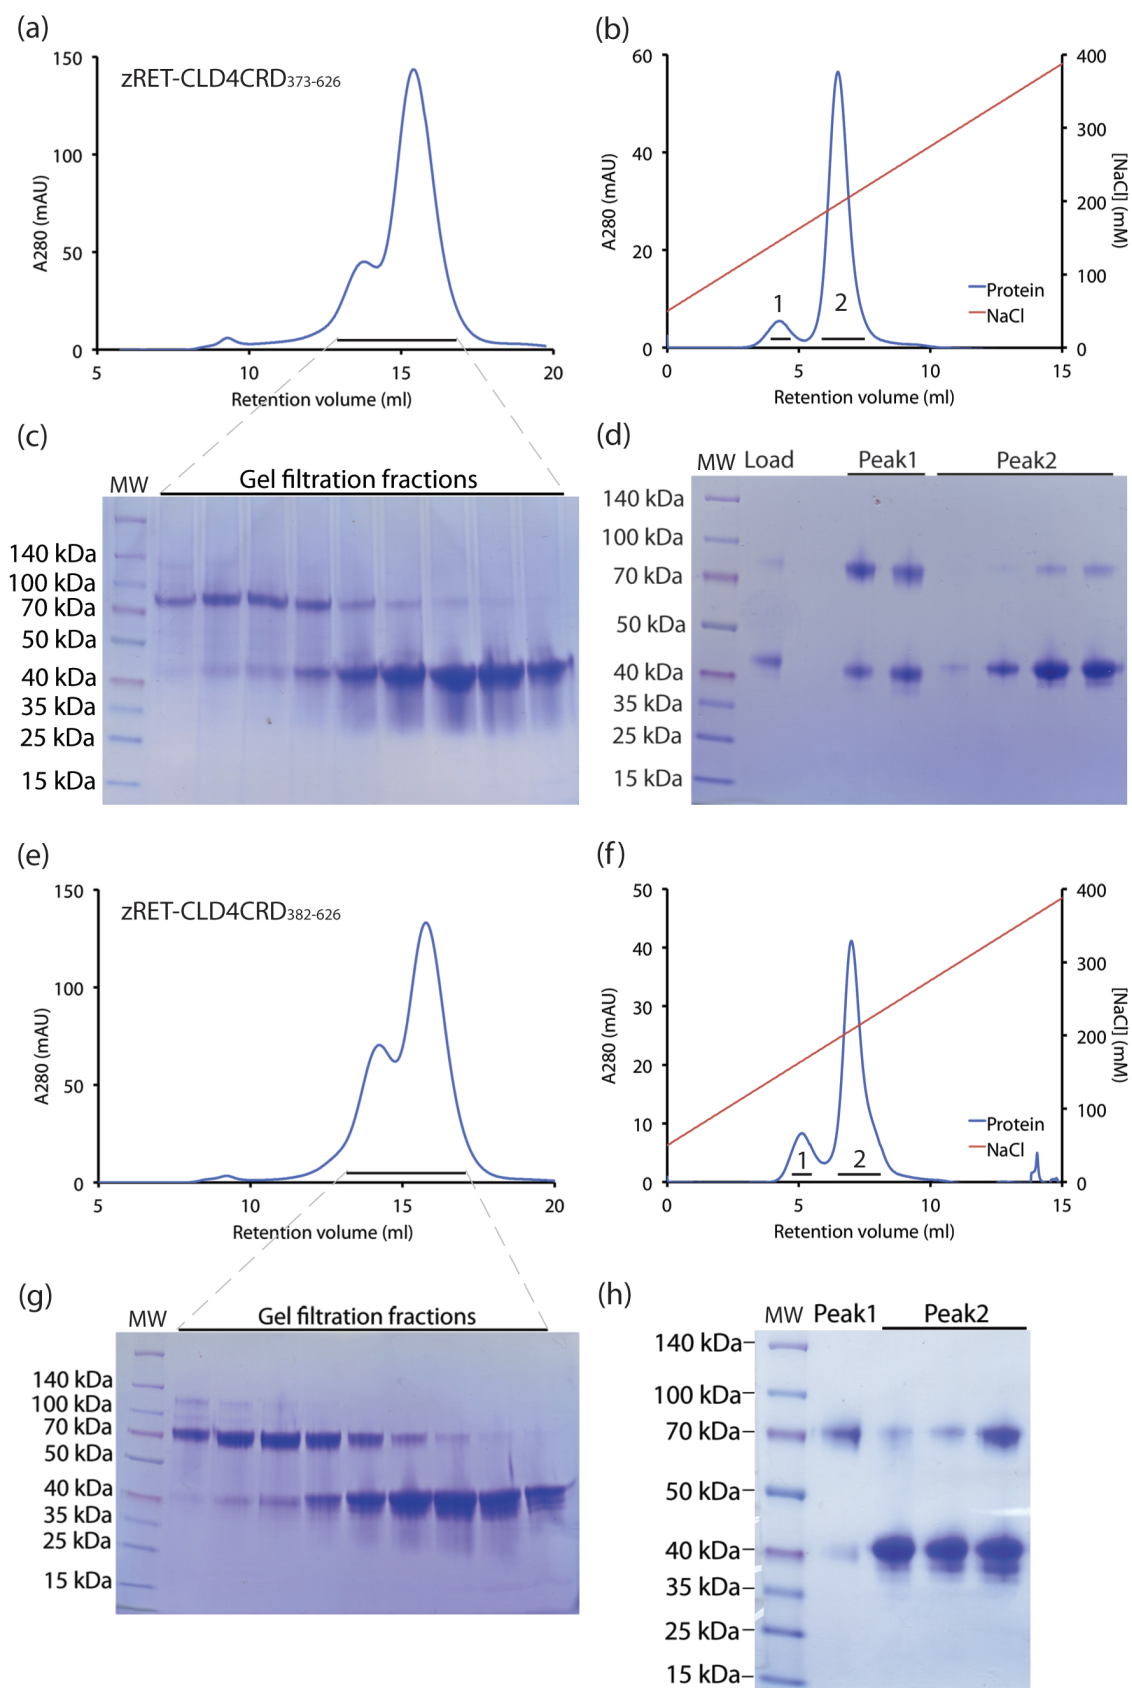 (a)
zRET-CLD4CRD373-626
150
100
50
0
A280 (mAU)
5 10 15 20
Retention volume (ml)
(b)
60
40
20
0
A280 (mAU)
400
300
200
100
0
[NaCl] (mM)
1 2
Protein
NaCl
0 5 10 15
Retention volume (ml)
(c)
MW Gel filtration fractions
140 kDa
100 kDa
70 kDa
50 kDa
40 kDa
35 kDa
25 kDa
15 kDa
(d)
MW Load Peak1 Peak2
140 kDa
100 kDa
70 kDa
50 kDa
40 kDa
35 kDa
25 kDa
15 kDa
(e)
zRET-CLD4CRD382-626
150
100
50
0
A280 (mAU)
5 10 15 20
Retention volume (ml)
(f)
50
40
30
20
10
0
A280 (mAU)
400
300
200
100
0
[NaCl] (mM)
1 2
Protein
NaCl
0 5 10 15
Retention volume (ml)
(g)
MW Gel filtration fractions
140 kDa
100 kDa
70 kDa
50 kDa
40 kDa
35 kDa
25 kDa
15 kDa
(h)
MW Peak1 Peak2
140 kDa
100 kDa
70 kDa
50 kDa
40 kDa
35 kDa
25 kDa
15 kDa